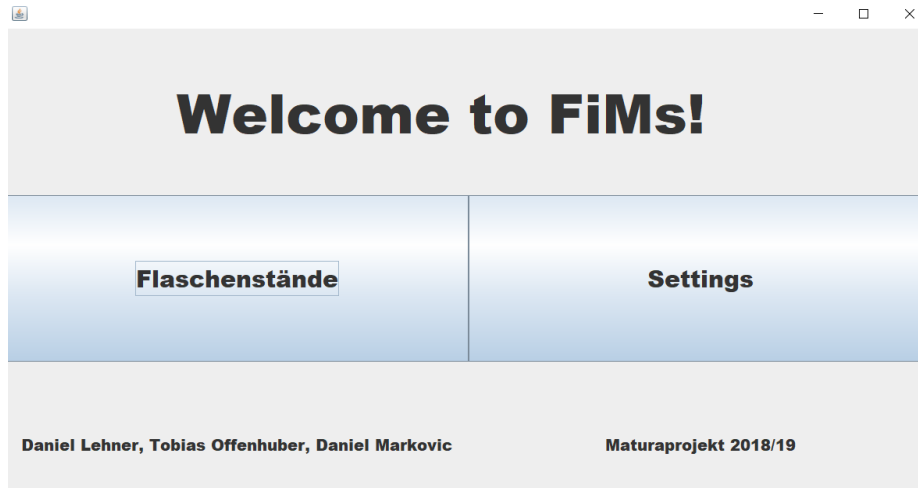 Welcome to FiMs!
Flaschenstände
Settings
Daniel Lehner, Tobias Offenhuber, Daniel Markovic
Maturaprojekt 2018/19